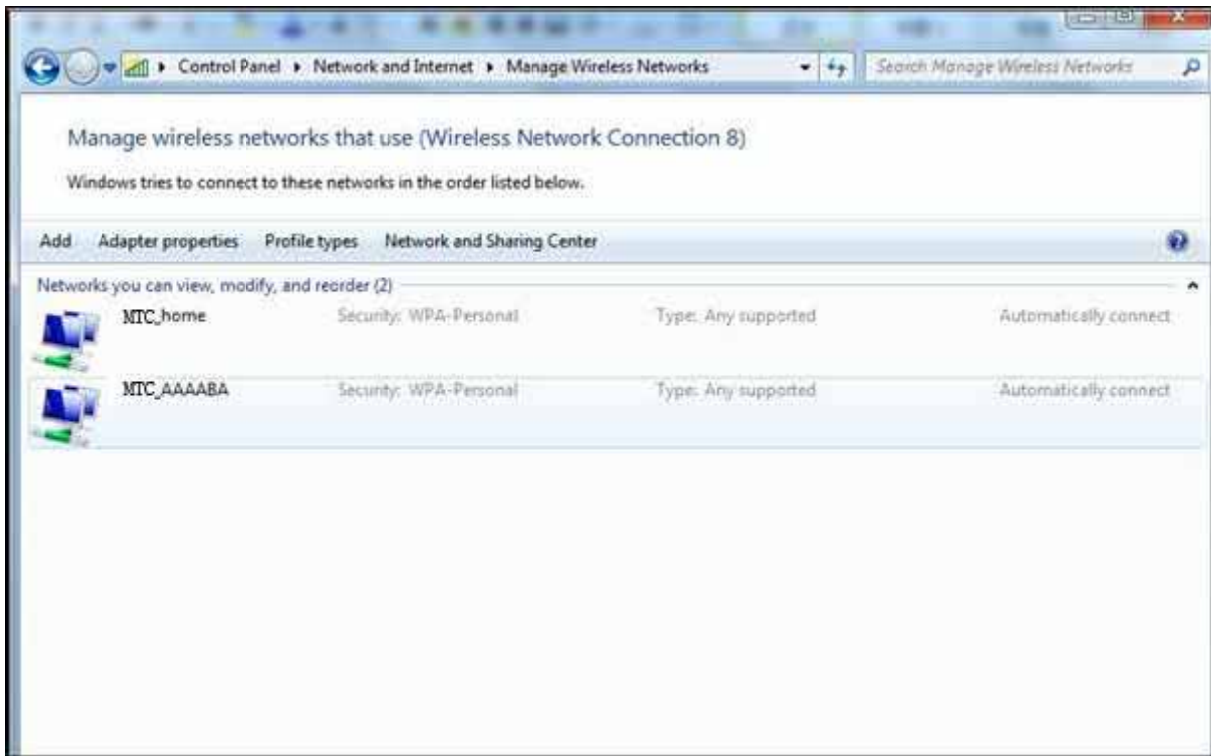 Control Panel ▸ Network and Internet ▸ Manage Wireless Networks
Search Manage Wireless Networks
Manage wireless networks that use (Wireless Network Connection 8)
Windows tries to connect to these networks in the order listed below.
Add Adapter properties Profile types Network and Sharing Center
Networks you can view, modify, and reorder (2)
MTC_home Security: WPA-Personal Type: Any supported Automatically connect
MTC_AAAABA Security: WPA-Personal Type: Any supported Automatically connect